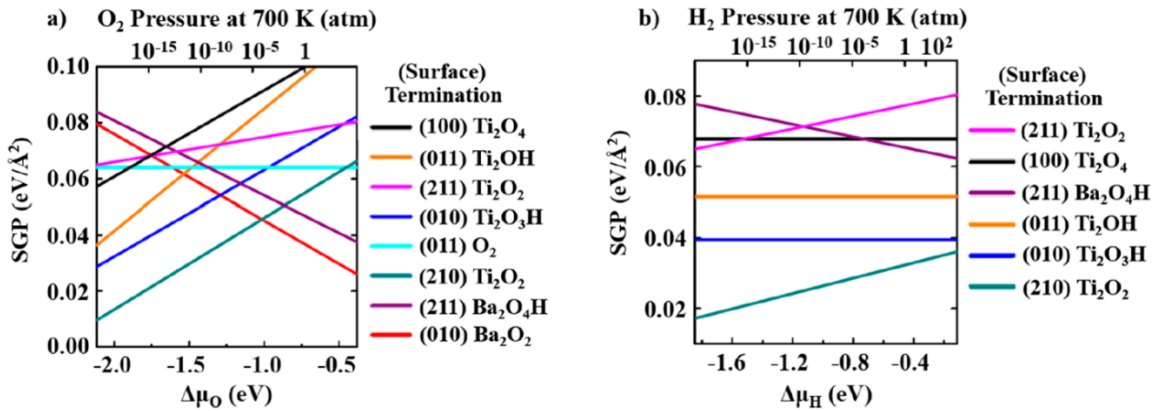 a) O₂ Pressure at 700 K (atm)
10⁻¹⁵ 10⁻¹⁰ 10⁻⁵ 1
0.10
0.08
0.06
0.04
0.02
0.00
SGP (eV/Å²)
-2.0 -1.5 -1.0 -0.5
Δμ_O (eV)
(Surface)
Termination
(100) Ti₂O₄
(011) Ti₂OH
(211) Ti₂O₂
(010) Ti₂O₃H
(011) O₂
(210) Ti₂O₂
(211) Ba₂O₄H
(010) Ba₂O₂
b) H₂ Pressure at 700 K (atm)
10⁻¹⁵ 10⁻¹⁰ 10⁻⁵ 1 10²
0.08
0.06
0.04
0.02
SGP (eV/Å²)
-1.6 -1.2 -0.8 -0.4
Δμ_H (eV)
(Surface)
Termination
(211) Ti₂O₂
(100) Ti₂O₄
(211) Ba₂O₄H
(011) Ti₂OH
(010) Ti₂O₃H
(210) Ti₂O₂